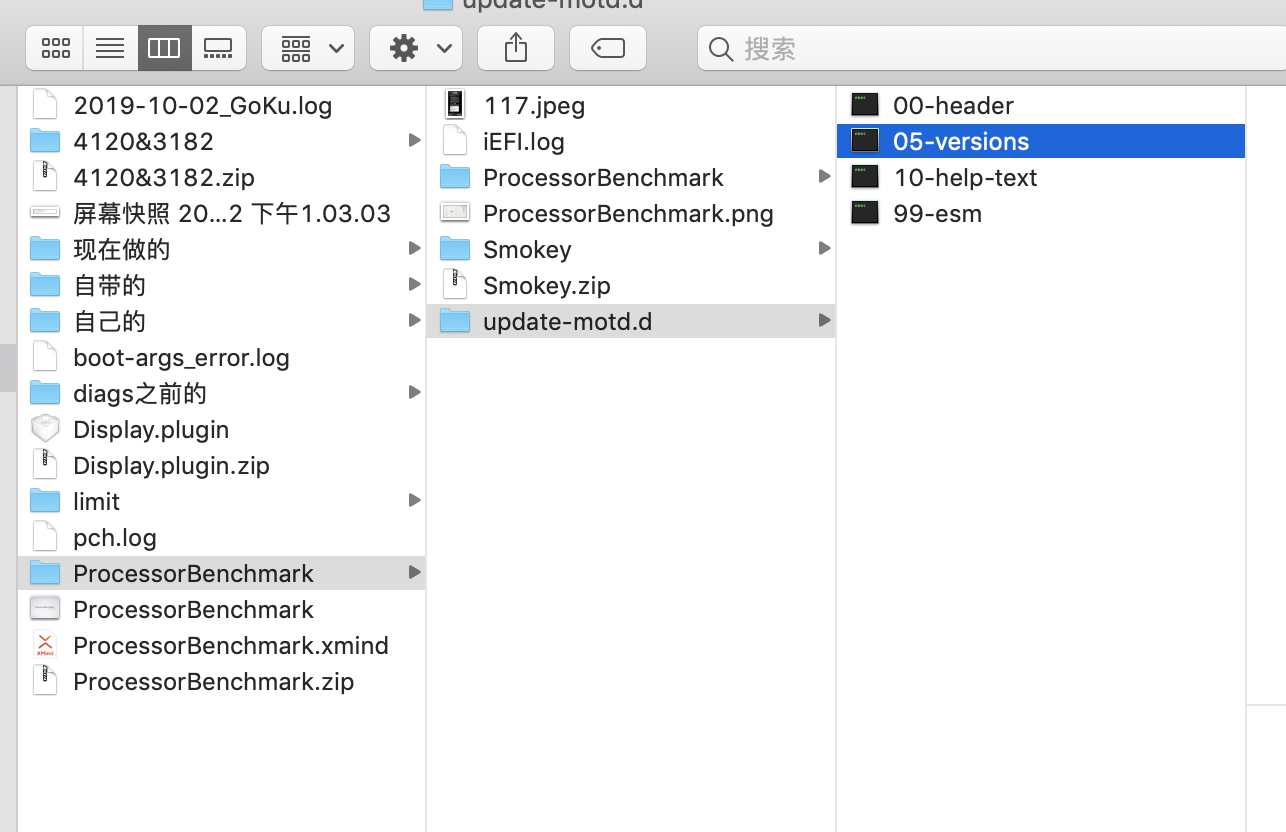 update-motd.d
搜索
2019-10-02_GoKu.log
4120&3182
4120&3182.zip
屏幕快照 20...2 下午1.03.03
现在做的
自带的
自己的
boot-args_error.log
diags之前的
Display.plugin
Display.plugin.zip
limit
pch.log
ProcessorBenchmark
ProcessorBenchmark
ProcessorBenchmark.xmind
ProcessorBenchmark.zip
117.jpeg
iEFI.log
ProcessorBenchmark
ProcessorBenchmark.png
Smokey
Smokey.zip
update-motd.d
00-header
05-versions
10-help-text
99-esm